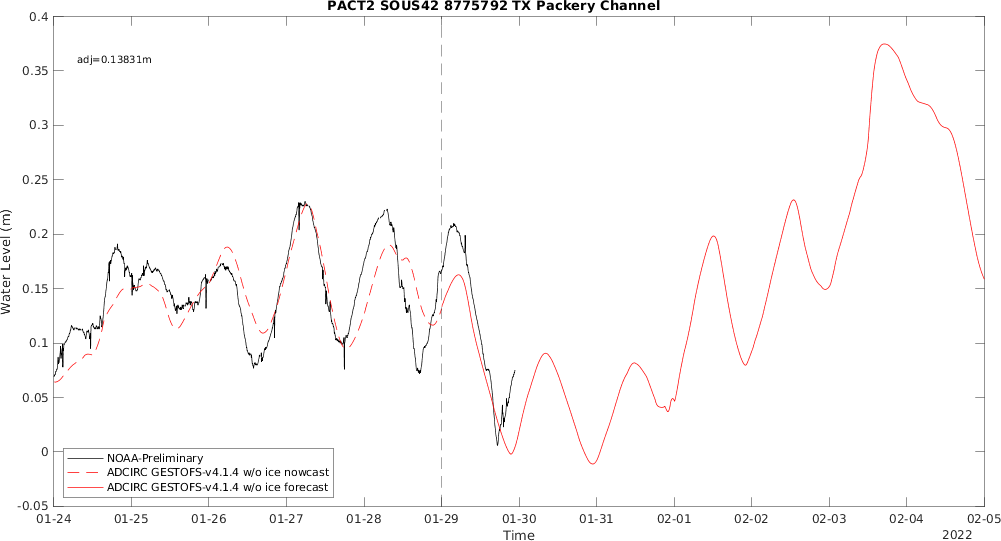 PACT2 SOUS42 8775792 TX Packery Channel
adj=0.13831m
Water Level (m)
0.4
0.35
0.3
0.25
0.2
0.15
0.1
0.05
0
-0.05
NOAA-Preliminary
ADCIRC GESTOFS-v4.1.4 w/o ice nowcast
ADCIRC GESTOFS-v4.1.4 w/o ice forecast
01-24 01-25 01-26 01-27 01-28 01-29 01-30 01-31 02-01 02-02 02-03 02-04 02-05
Time
2022